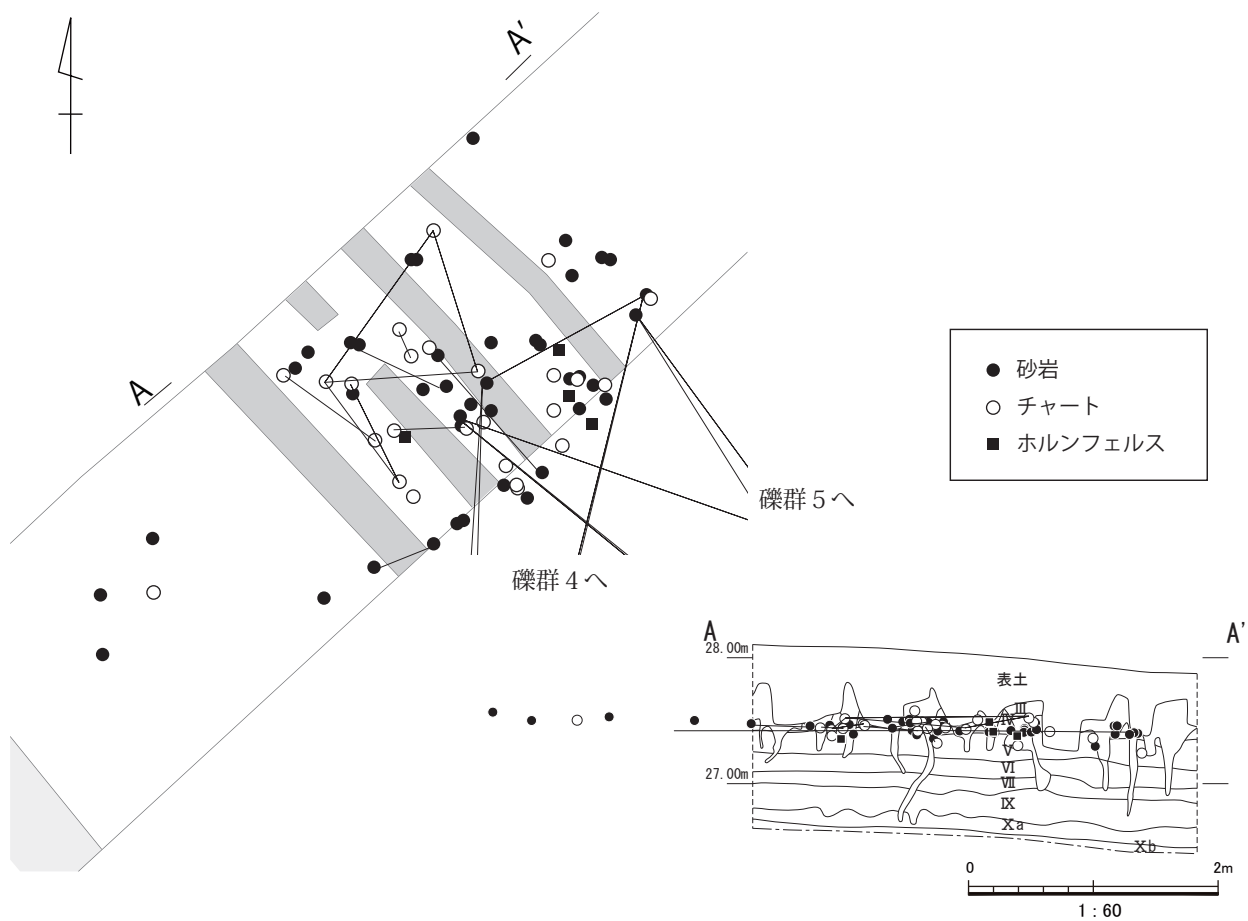 A'
A
砂岩
チャート
ホルンフェルス
礫群５へ
礫群４へ
A
A'
28.00m
表土
Ⅲ
Ⅳ
Ⅴ
Ⅵ
27.00m
Ⅶ
Ⅸ
Ⅹa
Ⅹb
0
2m
1：60